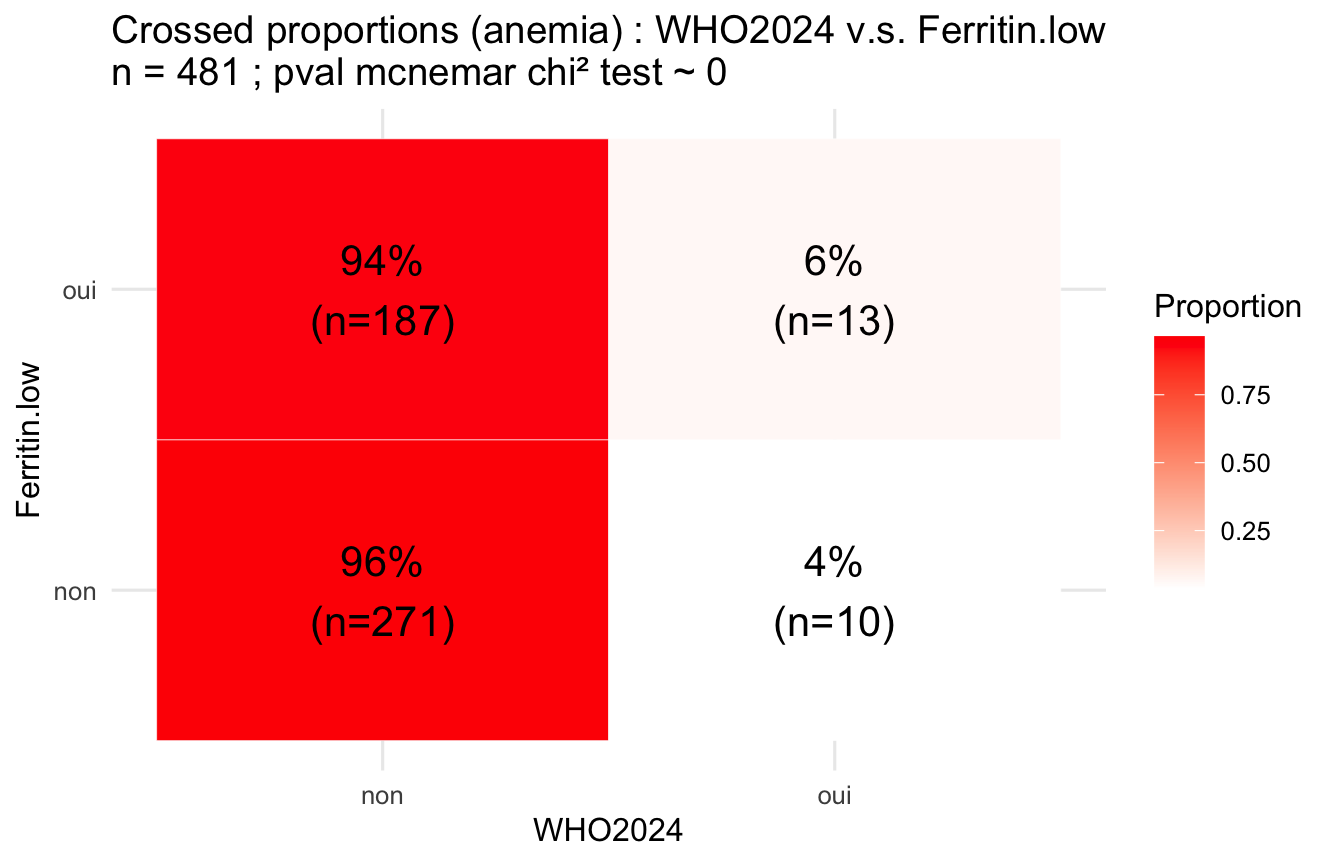 Crossed proportions (anemia) : WHO2024 v.s. Ferritin.low
n = 481 ; pval mcnemar chi² test ~ 0
Ferritin.low
oui
94%
(n=187)
6%
(n=13)
non
96%
(n=271)
4%
(n=10)
non
oui
WHO2024
Proportion
0.75
0.50
0.25